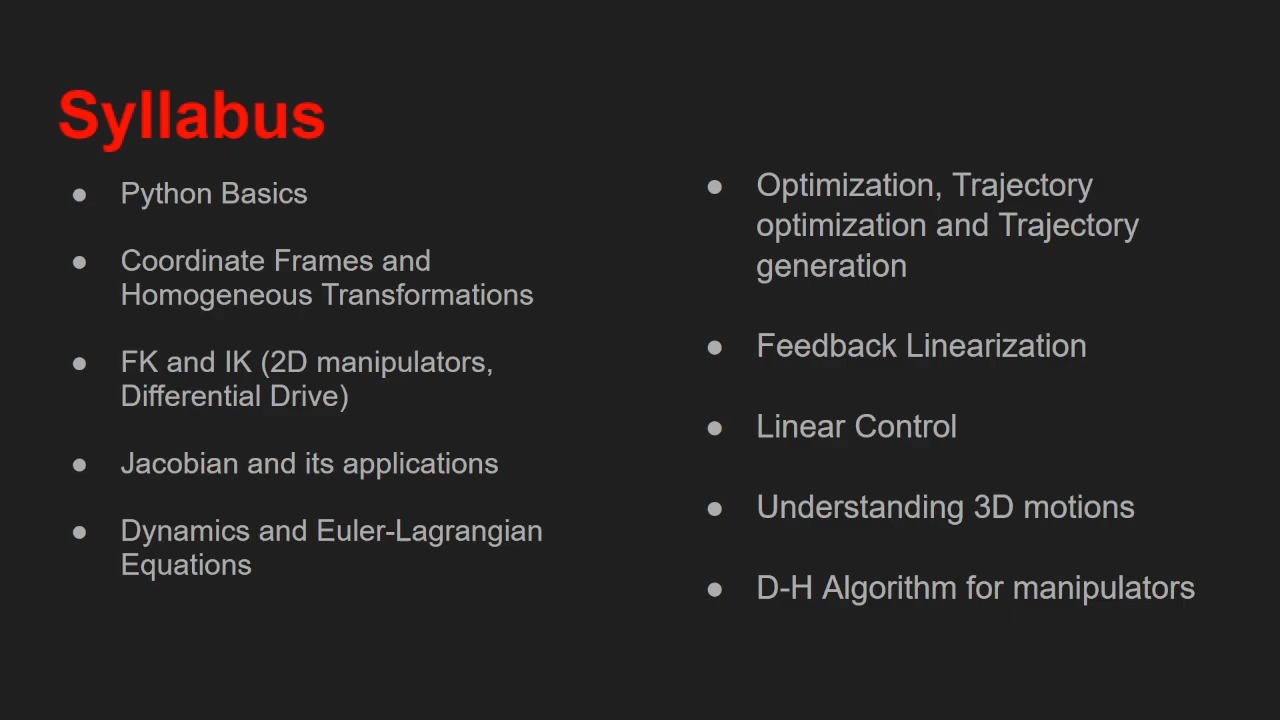 Syllabus
● Python Basics
● Coordinate Frames and
Homogeneous Transformations
● FK and IK (2D manipulators,
Differential Drive)
● Jacobian and its applications
● Dynamics and Euler-Lagrangian
Equations
● Optimization, Trajectory
optimization and Trajectory
generation
● Feedback Linearization
● Linear Control
● Understanding 3D motions
● D-H Algorithm for manipulators